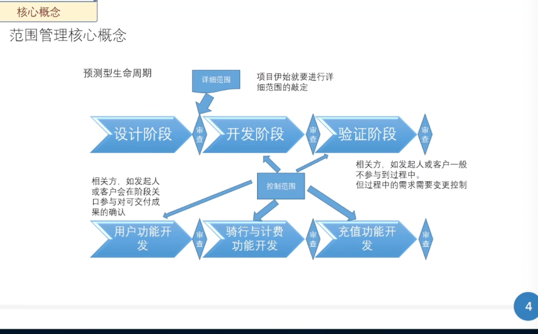 核心概念
范围管理核心概念
预测型生命周期
详细范围
项目伊始就要进行详
细范围的敲定
设计阶段
审
查
开发阶段
审
查
验证阶段
审
查
相关方、如发起人
或客户会在阶段关
口参与对可交付成
果的确认
控制范围
相关方、如发起人或客户一般
不参与到过程中。
但过程中的需求需要变更控制
用户功能开
发
审
查
骑行与计费
功能开发
审
查
充值功能开
发
审
查
4